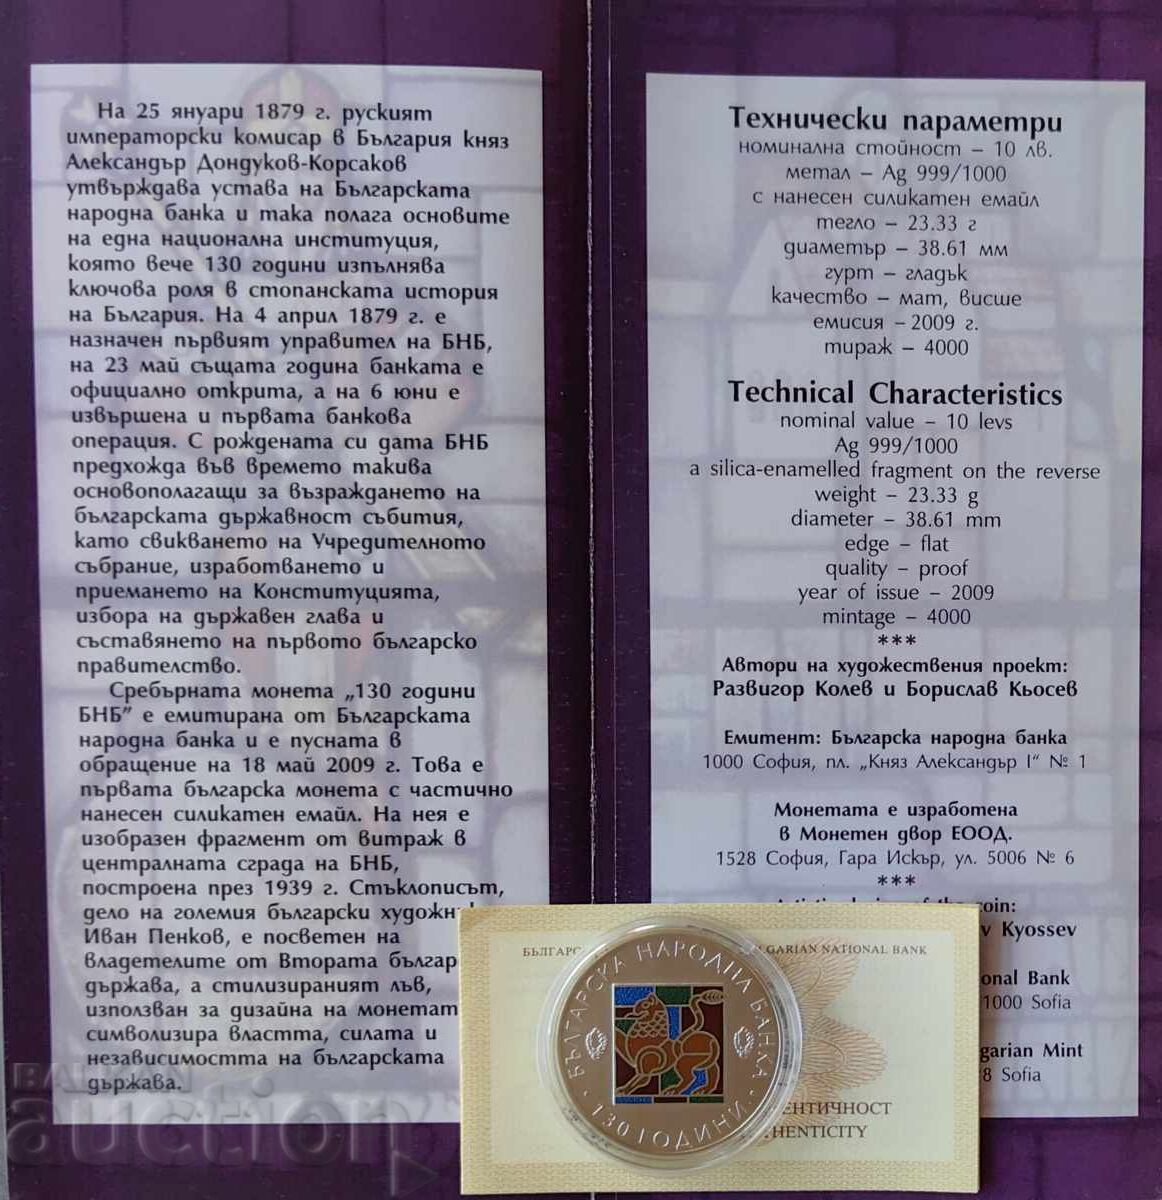 На 25 януари 1879 г. руският
императорски комисар в България княз
Александър Дондуков-Корсаков
утвърждава устава на Българската
народна банка и така полага основите
на една национална институция,
която вече 130 години изпълнява
ключова роля в стопанската история
на България. На 4 април 1879 г. е
назначен първият управител на БНБ,
на 23 май същата година банката е
официално открита, а на 6 юни е
извършена и първата банкова
операция. С рождената си дата БНБ
предхожда във времето такива
основополагащи за възраждането на
българската държавност събития,
като свикването на Учредителното
събрание, изработването и
приемането на Конституцията,
избора на държавен глава и
съставянето на първото българско
правителство.
Сребърната монета „130 години
БНБ" е емитирана от Българската
народна банка и е пусната в
обращение на 18 май 2009 г. Това е
първата българска монета с частично
нанесен силикатен емайл. На нея е
изобразен фрагмент от витраж в
централната сграда на БНБ,
построена през 1939 г. Стъклописът,
дело на големия български художн
Иван Пенков, е посветен на
владетелите от Втората българ
държава, а стилизираният лъв,
използван за дизайна на монетат
символизира властта, силата и
независимостта на българската
държава.
Технически параметри
номинална стойност – 10 лв.
метал – Ag 999/1000
с нанесен силикатен емайл
тегло – 23.33 г
диаметър – 38.61 мм
гурт – гладък
качество – мат, висше
емисия – 2009 г.
тираж – 4000
Technical Characteristics
nominal value – 10 levs
Ag 999/1000
a silica-enamelled fragment on the reverse
weight – 23.33 g
diameter – 38.61 mm
edge – flat
quality – proof
year of issue – 2009
mintage – 4000
***
Автори на художествения проект:
Развигор Колев и Борислав Кьосев
Емитент: Българска народна банка
1000 София, пл. „Княз Александър I" № 1
Монетата е изработена
в Монетен двор ЕООД.
1528 София, Гара Искър, ул. 5006 № 6
***
coin:
v Kyossev
onal Bank
1000 Sofia
garian Mint
8 Sofia
БЪЛГАРС
LGARIAN NATIONAL BANK
ЕНТИЧНОСТ
HENTICITY
БЪЛГАРСКА НАРОДНА БАНКА
130 ГОДИНИ
BALKAN
auction